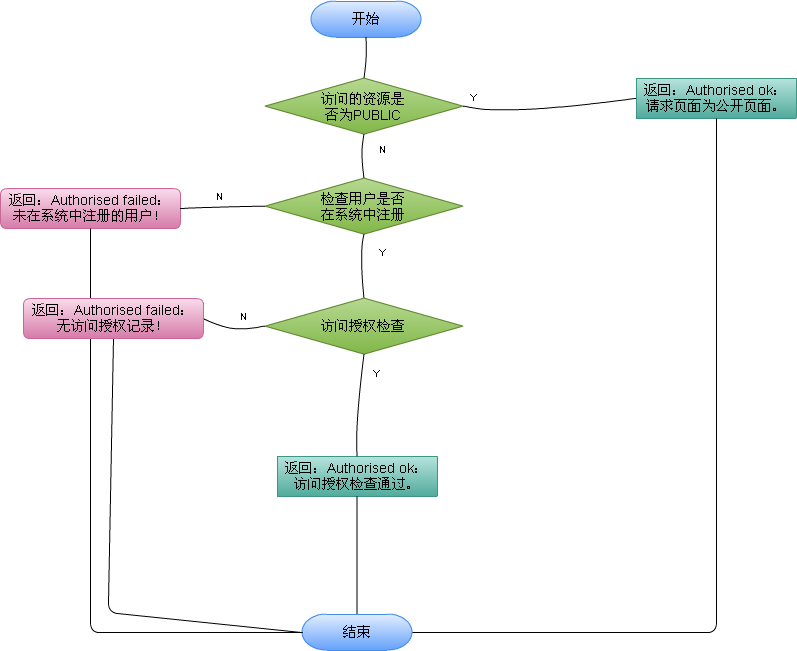 开始
访问的资源是
否为PUBLIC
Y
返回：Authorised ok：
请求页面为公开页面。
N
返回：Authorised failed：
未在系统中注册的用户！
N
检查用户是否
在系统中注册
Y
返回：Authorised failed：
无访问授权记录！
N
访问授权检查
Y
返回：Authorised ok：
访问授权检查通过。
结束